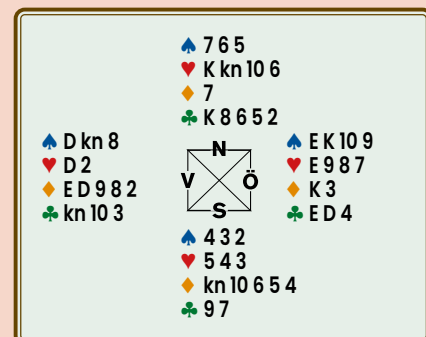 ♠ 7 6 5
♥ K kn 10 6
♦ 7
♣ K 8 6 5 2
♠ D kn 8
♥ D 2
♦ E D 9 8 2
♣ kn 10 3
N
V Ö
S
♠ E K 10 9
♥ E 9 8 7
♦ K 3
♣ E D 4
♠ 4 3 2
♥ 5 4 3
♦ kn 10 6 5 4
♣ 9 7